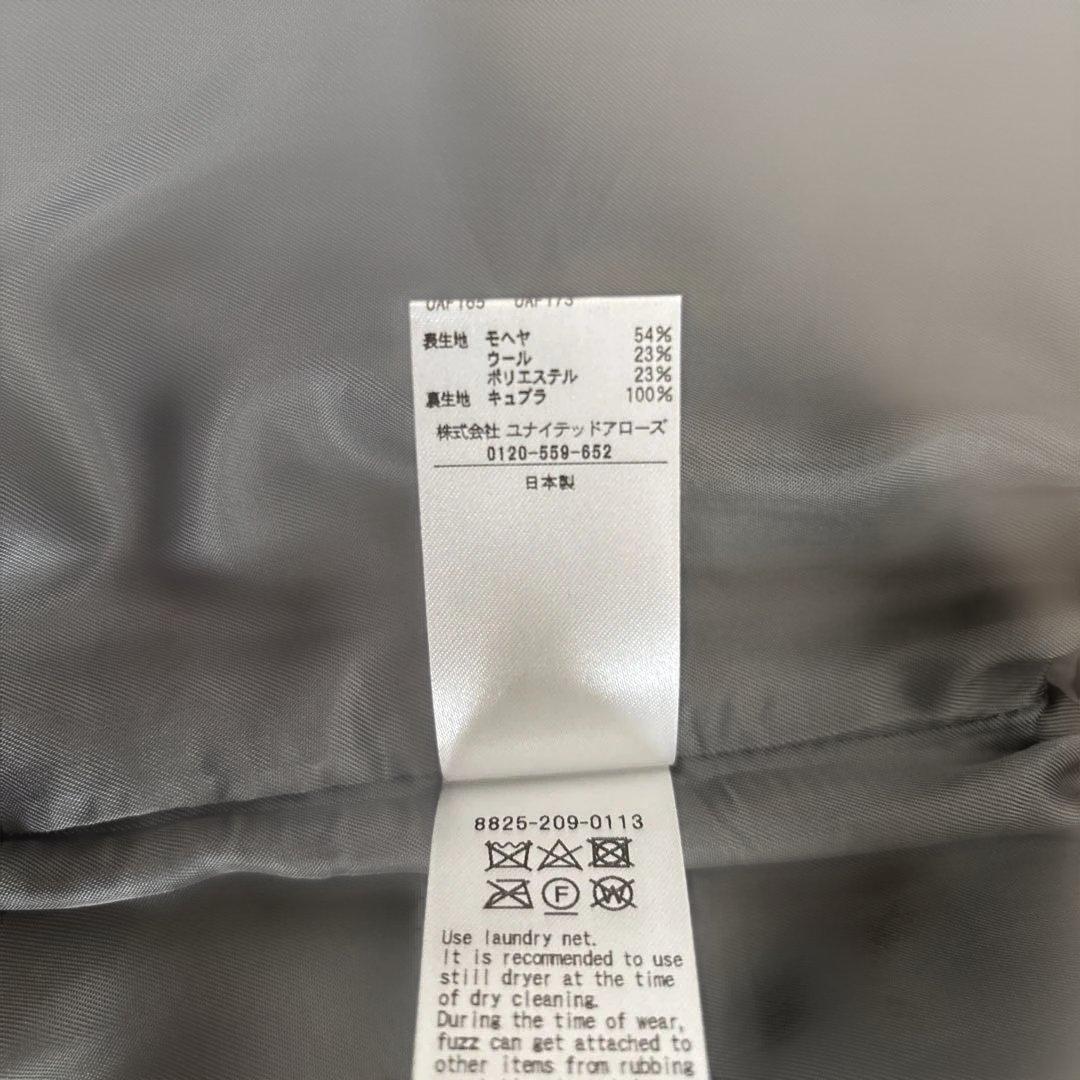 表生地 モヘヤ 54%
ウール 23%
ポリエステル 23%
裏生地 キュプラ 100%
株式会社 ユナイテッドアローズ
0120-559-652
日本製
8825-209-0113
F
W
Use laundry net.
It is recommended to use
still dryer at the time
of dry cleaning.
During the time of wear,
fuzz can get attached to
other items from rubbing